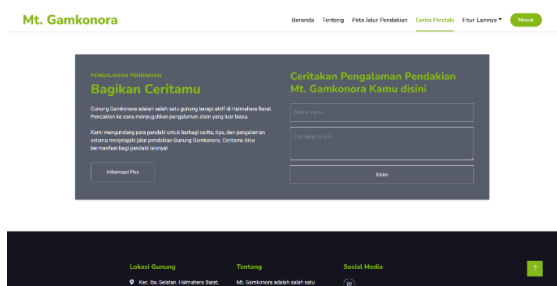 Mt. Gamkonora
Beranda Tentang Peta Jalur Pendakian Cerita Pendaki Fitur Lainnya Masuk
PENGALAMAN PENDAKIAN
Bagikan Ceritamu
Gunung Gamkonora adalah salah satu gunung berapi aktif di Halmahera Barat.
Pendakian ke sana menyuguhkan pengalaman alam yang luar biasa.
Kami mengundang para pendaki untuk berbagi cerita, tips, dan pengalaman
selama menjelajahi jalur pendakian Gunung Gamkonora. Ceritamu bisa
bermanfaat bagi pendaki lainnya!
Informasi Pos
Ceritakan Pengalaman Pendakian
Mt. Gamkonora Kamu disini
Nama kamu
Ceritakan di sini
Kirim
Lokasi Gunung
Kec. Ibu Selatan, Halmahera Barat,
Tentang
Mt. Gamkonora adalah salah satu
Sosial Media